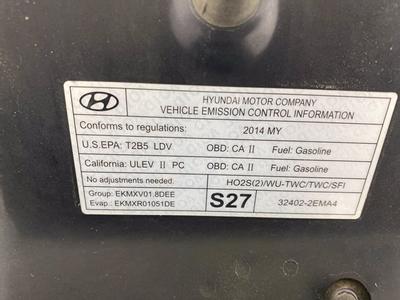 HYUNDAI MOTOR COMPANY
VEHICLE EMISSION CONTROL INFORMATION
Conforms to regulations: 2014 MY
U.S.EPA: T2B5 LDV OBD: CA II Fuel: Gasoline
California: ULEV II PC OBD: CA II Fuel: Gasoline
No adjustments needed. HO2S(2)/WU-TWC/TWC/SFI
Group: EKMXV01.8DEE
Evap.: EKMXR01051DE
S27 32402-2EMA4